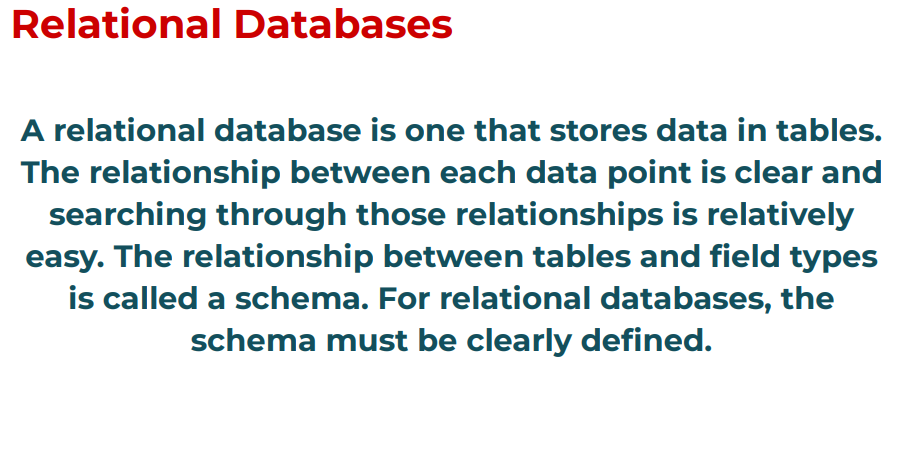 Relational Databases
A relational database is one that stores data in tables.
The relationship between each data point is clear and
searching through those relationships is relatively
easy. The relationship between tables and field types
is called a schema. For relational databases, the
schema must be clearly defined.